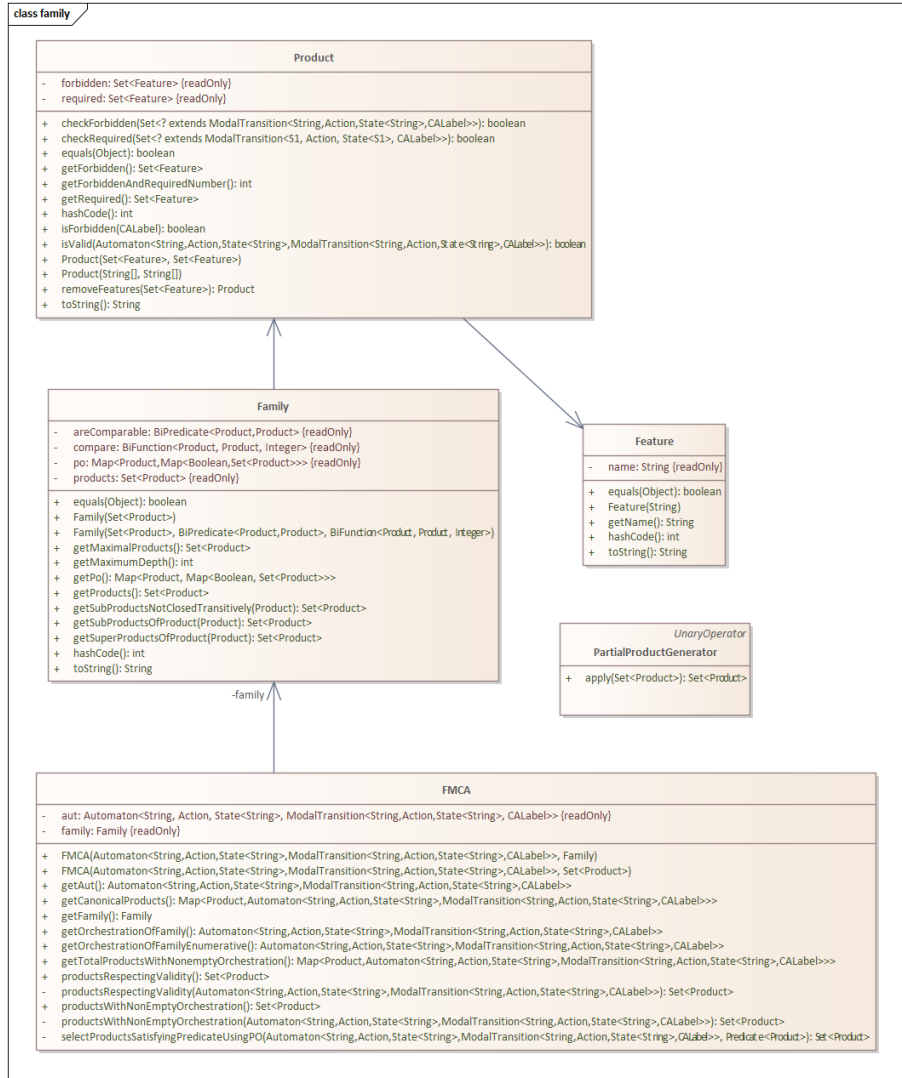 class family
Product
- forbidden: Set<Feature> {readOnly}
- required: Set<Feature> {readOnly}
+ checkForbidden(Set<? extends ModalTransition<String,Action,State<String>,CALabel>>): boolean
+ checkRequired(Set<? extends ModalTransition<S1, Action, State<S1>, CALabel>>): boolean
+ equals(Object): boolean
+ getForbidden(): Set<Feature>
+ getForbiddenAndRequiredNumber(): int
+ getRequired(): Set<Feature>
+ hashCode(): int
+ isForbidden(CALabel): boolean
+ isValid(Automaton<String,Action,State<String>,ModalTransition<String,Action,State<String>,CALabel>>): boolean
+ Product(Set<Feature>, Set<Feature>)
+ Product(String[], String[])
+ removeFeatures(Set<Feature>): Product
+ toString(): String
Family
- areComparable: BiPredicate<Product,Product> {readOnly}
- compare: BiFunction<Product, Product, Integer> {readOnly}
- po: Map<Product,Map<Boolean,Set<Product>>> {readOnly}
- products: Set<Product> {readOnly}
+ equals(Object): boolean
+ Family(Set<Product>)
+ Family(Set<Product>, BiPredicate<Product,Product>, BiFunction<Product, Product, Integer>)
+ getMaximalProducts(): Set<Product>
+ getMaximumDepth(): int
+ getPo(): Map<Product, Map<Boolean, Set<Product>>>
+ getProducts(): Set<Product>
+ getSubProductsNotClosedTransitively(Product): Set<Product>
+ getSubProductsOfProduct(Product): Set<Product>
+ getSuperProductsOfProduct(Product): Set<Product>
+ hashCode(): int
+ toString(): String
Feature
- name: String {readOnly}
+ equals(Object): boolean
+ Feature(String)
+ getName(): String
+ hashCode(): int
+ toString(): String
UnaryOperator
PartialProductGenerator
+ apply(Set<Product>): Set<Product>
-family
FMCA
- aut: Automaton<String, Action, State<String>, ModalTransition<String,Action,State<String>, CALabel>> {readOnly}
- family: Family {readOnly}
+ FMCA(Automaton<String,Action,State<String>,ModalTransition<String,Action,State<String>,CALabel>>, Family)
+ FMCA(Automaton<String,Action,State<String>,ModalTransition<String,Action,State<String>,CALabel>>, Set<Product>)
+ getAut(): Automaton<String,Action,State<String>,ModalTransition<String,Action,State<String>,CALabel>>
+ getCanonicalProducts(): Map<Product,Automaton<String,Action,State<String>,ModalTransition<String,Action,State<String>,CALabel>>>
+ getFamily(): Family
+ getOrchestrationOfFamily(): Automaton<String,Action,State<String>,ModalTransition<String,Action,State<String>,CALabel>>
+ getOrchestrationOfFamilyEnumerative(): Automaton<String,Action,State<String>,ModalTransition<String,Action,State<String>,CALabel>>
+ getTotalProductsWithNonemptyOrchestration(): Map<Product,Automaton<String,Action,State<String>,ModalTransition<String,Action,State<String>,CALabel>>>
+ productsRespectingValidity(): Set<Product>
- productsRespectingValidity(Automaton<String,Action,State<String>,ModalTransition<String,Action,State<String>,CALabel>>): Set<Product>
+ productsWithNonEmptyOrchestration(): Set<Product>
- productsWithNonEmptyOrchestration(Automaton<String,Action,State<String>,ModalTransition<String,Action,State<String>,CALabel>>): Set<Product>
- selectProductsSatisfyingPredicateUsingPO(Automaton<String,Action,State<String>,ModalTransition<String,Action,State<String>,CALabel>>, Predicate<Product>): Set<Product>